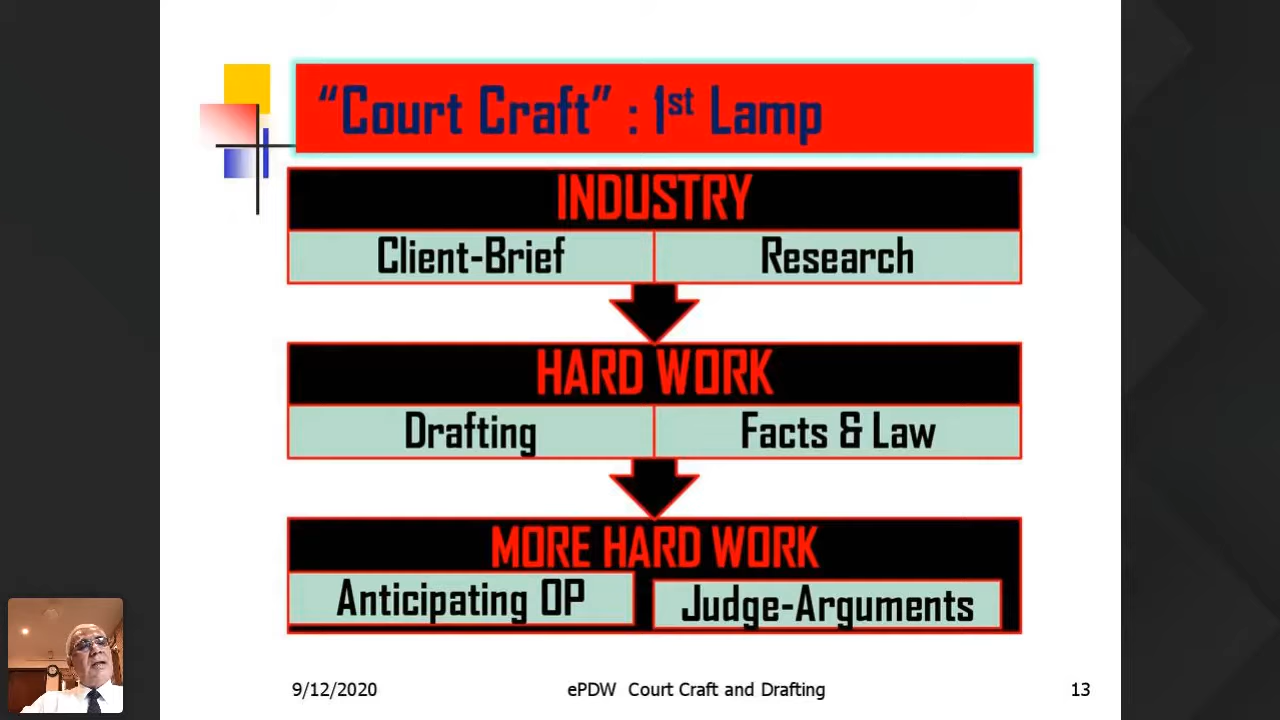 “Court Craft” : 1st Lamp
INDUSTRY
Client-Brief Research
HARD WORK
Drafting Facts & Law
MORE HARD WORK
Anticipating OP Judge-Arguments
9/12/2020 ePDW Court Craft and Drafting 13